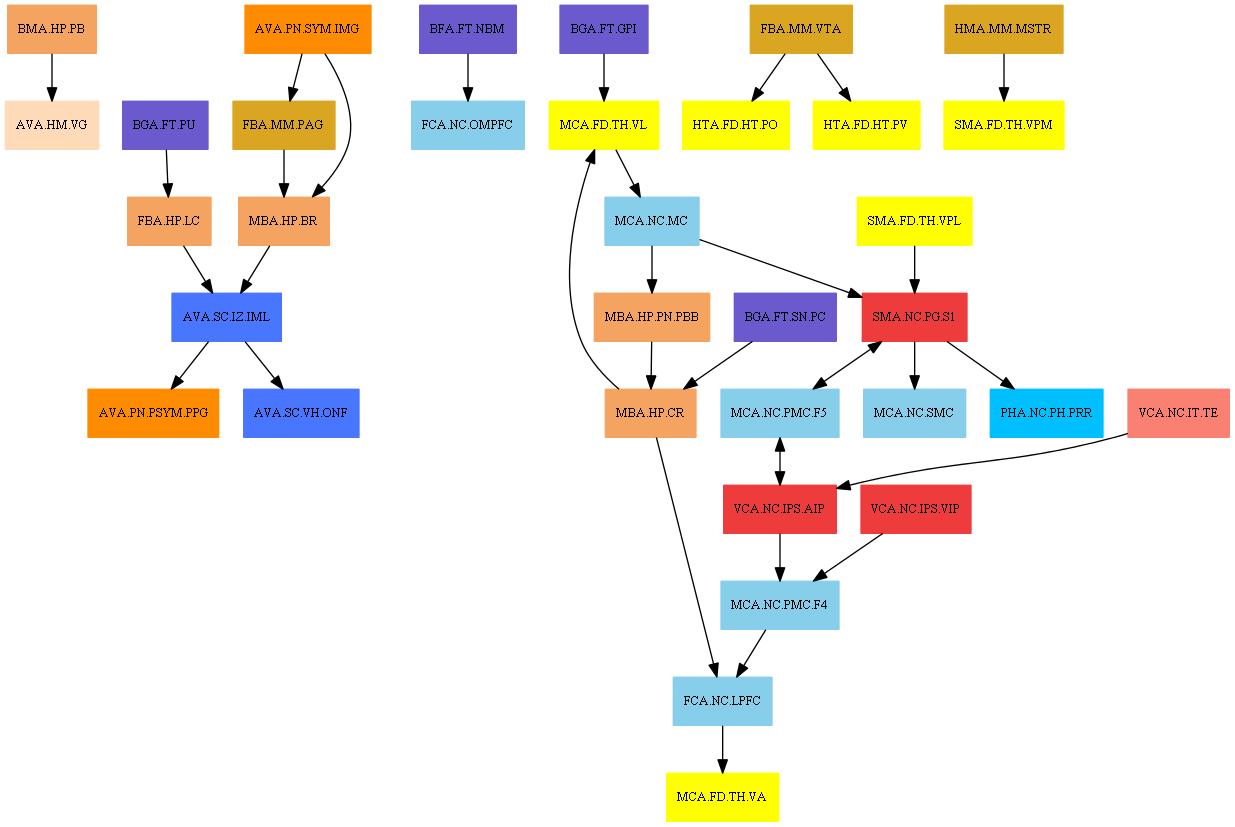 BMA.HP.PB
AVA.PN.SYM.IMG
BFA.FT.NBM
BGA.FT.GPI
FBA.MM.VTA
HMA.MM.MSTR
AVA.HM.VG
BGA.FT.PU
FBA.MM.PAG
FCA.NC.OMPFC
MCA.FD.TH.VL
HTA.FD.HT.PO
HTA.FD.HT.PV
SMA.FD.TH.VPM
FBA.HP.LC
MBA.HP.BR
MCA.NC.MC
SMA.FD.TH.VPL
AVA.SC.IZ.IML
MBA.HP.PN.PBB
BGA.FT.SN.PC
SMA.NC.PG.S1
AVA.PN.PSYM.PPG
AVA.SC.VH.ONF
MBA.HP.CR
MCA.NC.PMC.F5
MCA.NC.SMC
PHA.NC.PH.PRR
VCA.NC.IT.TE
VCA.NC.IPS.AIP
VCA.NC.IPS.VIP
MCA.NC.PMC.F4
FCA.NC.LPFC
MCA.FD.TH.VA